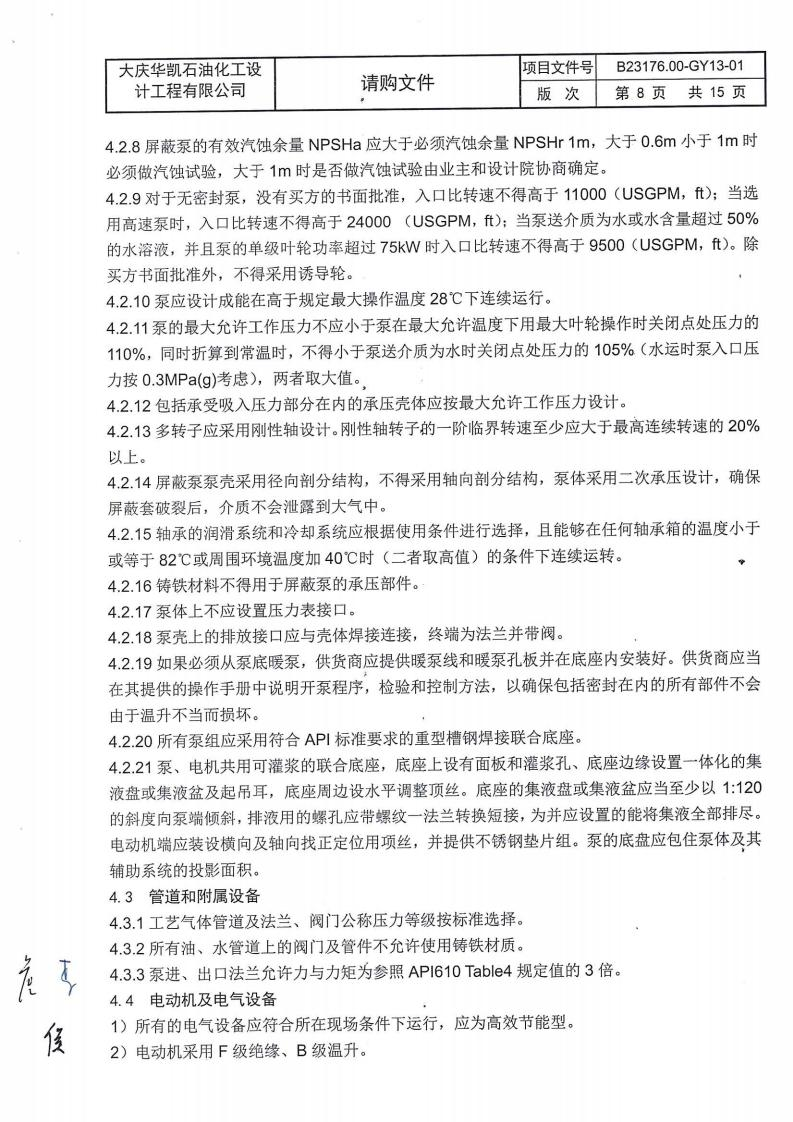 大庆华凯石油化工设
计工程有限公司
请购文件
项目文件号
B23176.00-GY13-01
版 次
第 8 页 共 15 页
4.2.8 屏蔽泵的有效汽蚀余量 NPSHa 应大于必须汽蚀余量 NPSHr 1m，大于 0.6m 小于 1m 时
必须做汽蚀试验，大于 1m 时是否做汽蚀试验由业主和设计院协商确定。
4.2.9 对于无密封泵，没有买方的书面批准，入口比转速不得高于 11000（USGPM，ft）；当选
用高速泵时，入口比转速不得高于 24000 （USGPM，ft）；当泵送介质为水或水含量超过 50%
的水溶液，并且泵的单级叶轮功率超过 75kW 时入口比转速不得高于 9500（USGPM，ft）。除
买方书面批准外，不得采用诱导轮。
4.2.10 泵应设计成能在高于规定最大操作温度 28℃下连续运行。
4.2.11 泵的最大允许工作压力不应小于泵在最大允许温度下用最大叶轮操作时关闭点处压力的
110%，同时折算到常温时，不得小于泵送介质为水时关闭点处压力的 105%（水运时泵入口压
力按 0.3MPa(g)考虑），两者取大值。
4.2.12 包括承受吸入压力部分在内的承压壳体应按最大允许工作压力设计。
4.2.13 多转子应采用刚性轴设计。刚性轴转子的一阶临界转速至少应大于最高连续转速的 20%
以上。
4.2.14 屏蔽泵泵壳采用径向剖分结构，不得采用轴向剖分结构，泵体采用二次承压设计，确保
屏蔽套破裂后，介质不会泄露到大气中。
4.2.15 轴承的润滑系统和冷却系统应根据使用条件进行选择，且能够在任何轴承箱的温度小于
或等于 82℃或周围环境温度加 40℃时（二者取高值）的条件下连续运转。
4.2.16 铸铁材料不得用于屏蔽泵的承压部件。
4.2.17 泵体上不应设置压力表接口。
4.2.18 泵壳上的排放接口应与壳体焊接连接，终端为法兰并带阀。
4.2.19 如果必须从泵底暖泵，供货商应提供暖泵线和暖泵孔板并在底座内安装好。供货商应当
在其提供的操作手册中说明开泵程序，检验和控制方法，以确保包括密封在内的所有部件不会
由于温升不当而损坏。
4.2.20 所有泵组应采用符合 API 标准要求的重型槽钢焊接联合底座。
4.2.21 泵、电机共用可灌浆的联合底座，底座上设有面板和灌浆孔、底座边缘设置一体化的集
液盘或集液盆及起吊耳，底座周边设水平调整顶丝。底座的集液盘或集液盆应当至少以 1:120
的斜度向泵端倾斜，排液用的螺孔应带螺纹一法兰转换短接，为并应设置的能将集液全部排尽。
电动机端应装设横向及轴向找正定位用项丝，并提供不锈钢垫片组。泵的底盘应包住泵体及其
辅助系统的投影面积。
4.3 管道和附属设备
4.3.1 工艺气体管道及法兰、阀门公称压力等级按标准选择。
4.3.2 所有油、水管道上的阀门及管件不允许使用铸铁材质。
4.3.3 泵进、出口法兰允许力与力矩为参照 API610 Table4 规定值的 3 倍。
4.4 电动机及电气设备
1）所有的电气设备应符合所在现场条件下运行，应为高效节能型。
2）电动机采用 F 级绝缘、B 级温升。